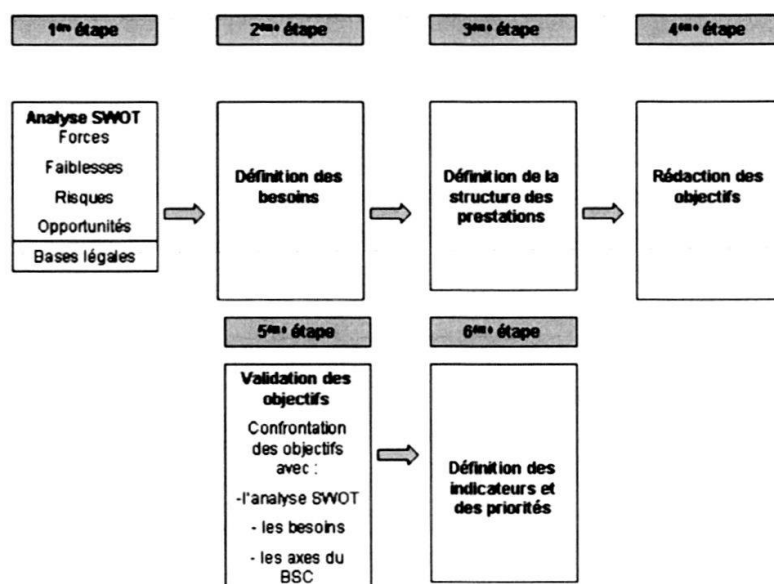 1ère étape
2ème étape
3ème étape
4ème étape
Analyse SWOT
Forces
Faiblesses
Risques
Opportunités
Bases légales
Définition des
besoins
Définition de la
structure des
prestations
Rédaction des
objectifs
5ème étape
6ème étape
Validation des
objectifs
Confrontation
des objectifs
avec :
-l'analyse SWOT
- les besoins
- les axes du
BSC
Définition des
indicateurs et
des priorités